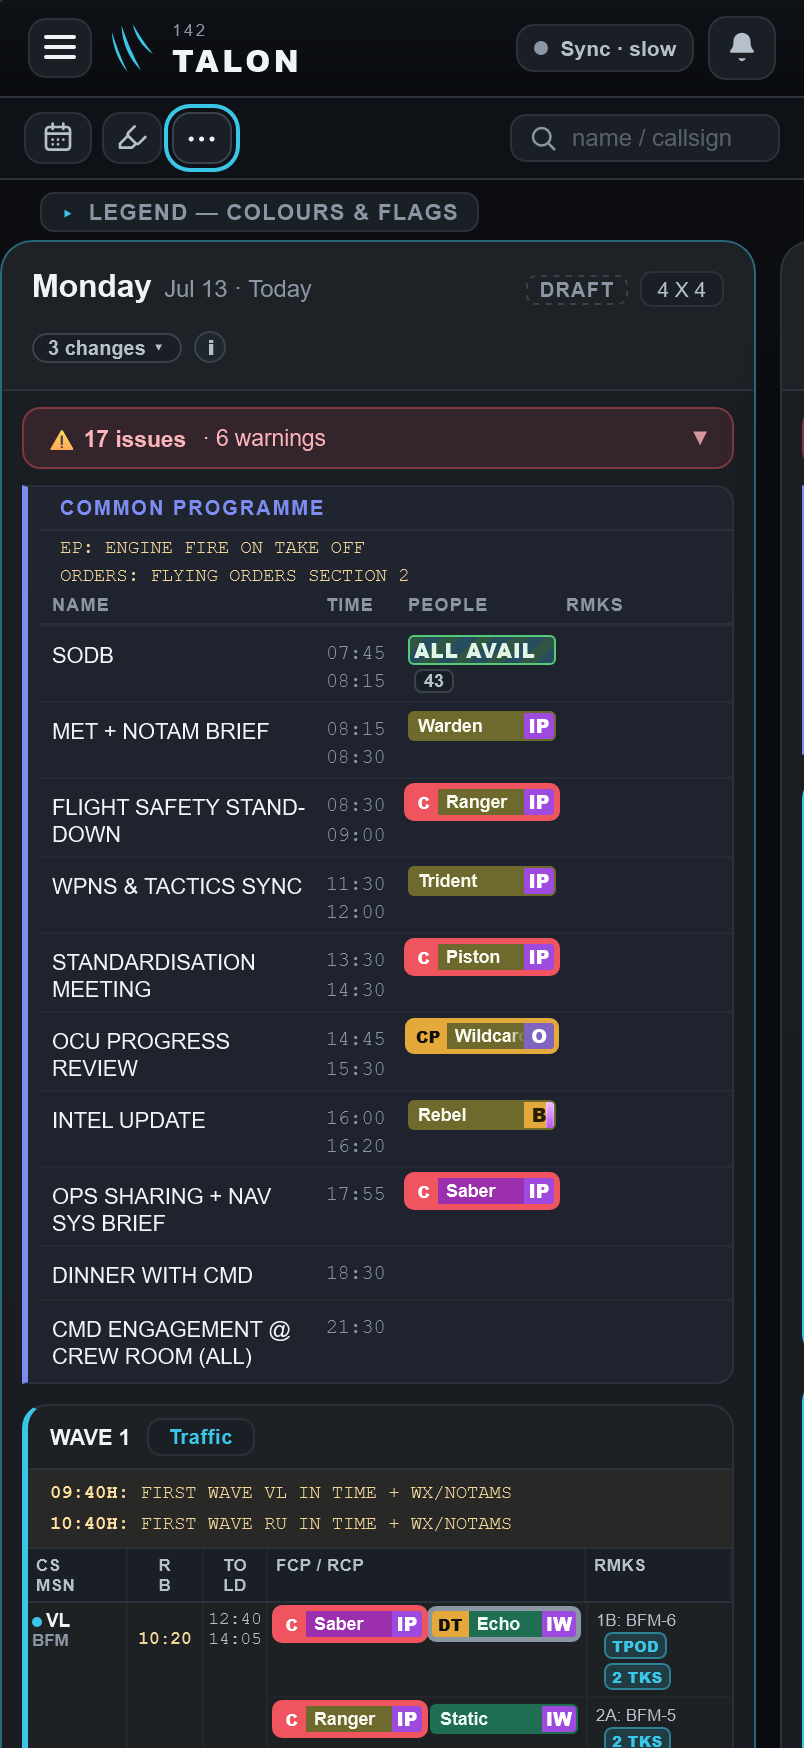 142
TALON
Sync · slow
name / callsign
LEGEND — COLOURS & FLAGS
Monday Jul 13 · Today
DRAFT
4 X 4
3 changes
i
17 issues · 6 warnings
COMMON PROGRAMME
EP: ENGINE FIRE ON TAKE OFF
ORDERS: FLYING ORDERS SECTION 2
NAME TIME PEOPLE RMKS
SODB 07:45 ALL AVAIL
08:15 43
MET + NOTAM BRIEF 08:15 Warden IP
08:30
FLIGHT SAFETY STAND- 08:30 C Ranger IP
DOWN 09:00
WPNS & TACTICS SYNC 11:30 Trident IP
12:00
STANDARDISATION 13:30 C Piston IP
MEETING 14:30
OCU PROGRESS 14:45 CP Wildcar O
REVIEW 15:30
INTEL UPDATE 16:00 Rebel B
16:20
OPS SHARING + NAV 17:55 C Saber IP
SYS BRIEF
DINNER WITH CMD 18:30
CMD ENGAGEMENT @ 21:30
CREW ROOM (ALL)
WAVE 1 Traffic
09:40H: FIRST WAVE VL IN TIME + WX/NOTAMS
10:40H: FIRST WAVE RU IN TIME + WX/NOTAMS
CS R TO FCP / RCP RMKS
MSN B LD
VL 12:40 C Saber IP DT Echo IW 1B: BFM-6
BFM 10:20 14:05 TPOD
2 TKS
C Ranger IP Static IW 2A: BFM-5
2 TKS